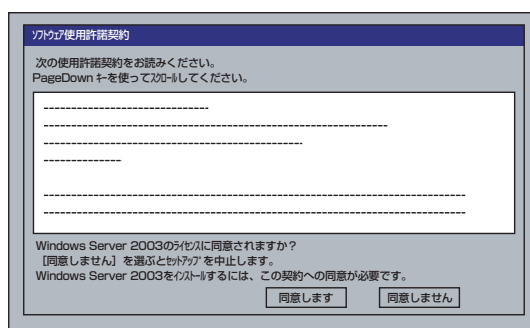 ソフトウェア使用許諾契約
次の使用許諾契約をお読みください。
PageDown キーを使ってスクロールしてください。
Windows Server 2003のライセンスに同意されますか？
［同意しません］を選ぶとセットアップを中止します。
Windows Server 2003をインストールするには、この契約への同意が必要です。
同意します
同意しません